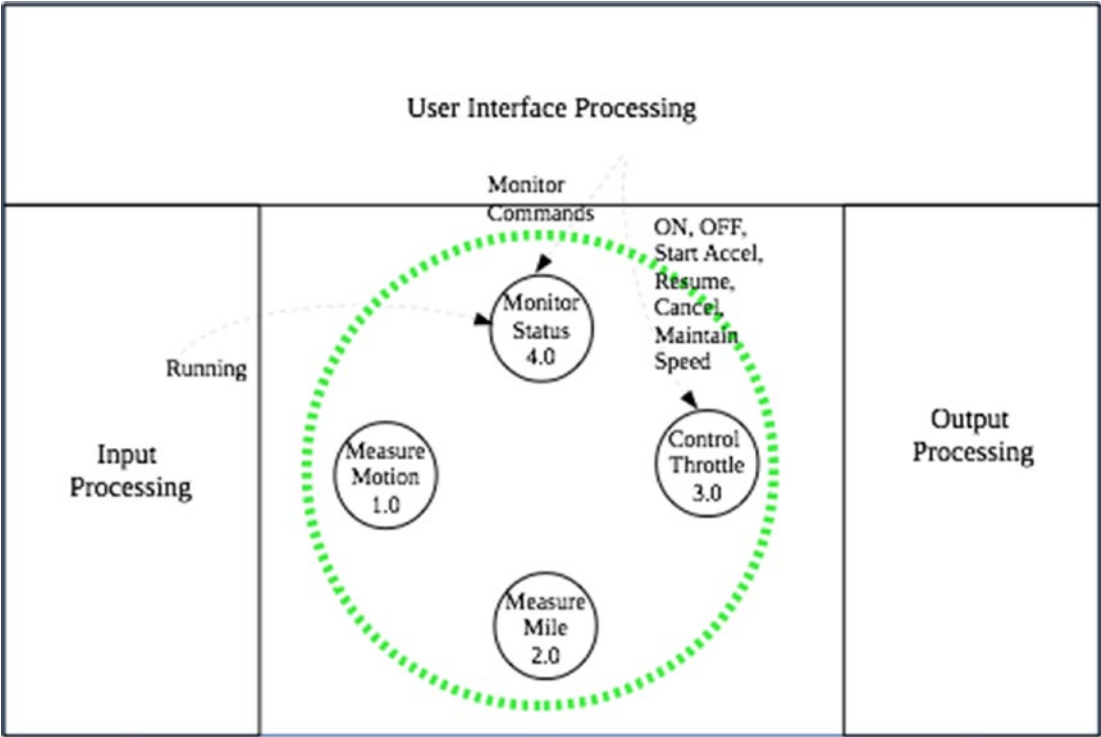 User Interface Processing
Monitor
Commands
ON, OFF,
Start Accel,
Resume,
Cancel,
Maintain
Speed
Monitor
Status
4.0
Running
Input
Processing
Measure
Motion
1.0
Control
Throttle
3.0
Output
Processing
Measure
Mile
2.0